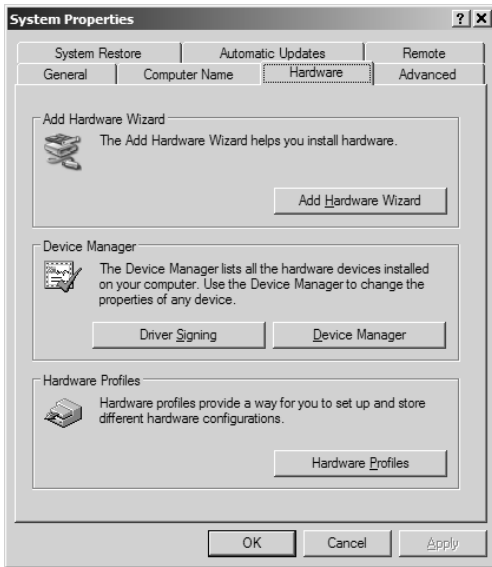 System Properties
? X
System Restore Automatic Updates Remote
General Computer Name Hardware Advanced
Add Hardware Wizard
The Add Hardware Wizard helps you install hardware.
Add Hardware Wizard
Device Manager
The Device Manager lists all the hardware devices installed
on your computer. Use the Device Manager to change the
properties of any device.
Driver Signing Device Manager
Hardware Profiles
Hardware profiles provide a way for you to set up and store
different hardware configurations.
Hardware Profiles
OK Cancel Apply